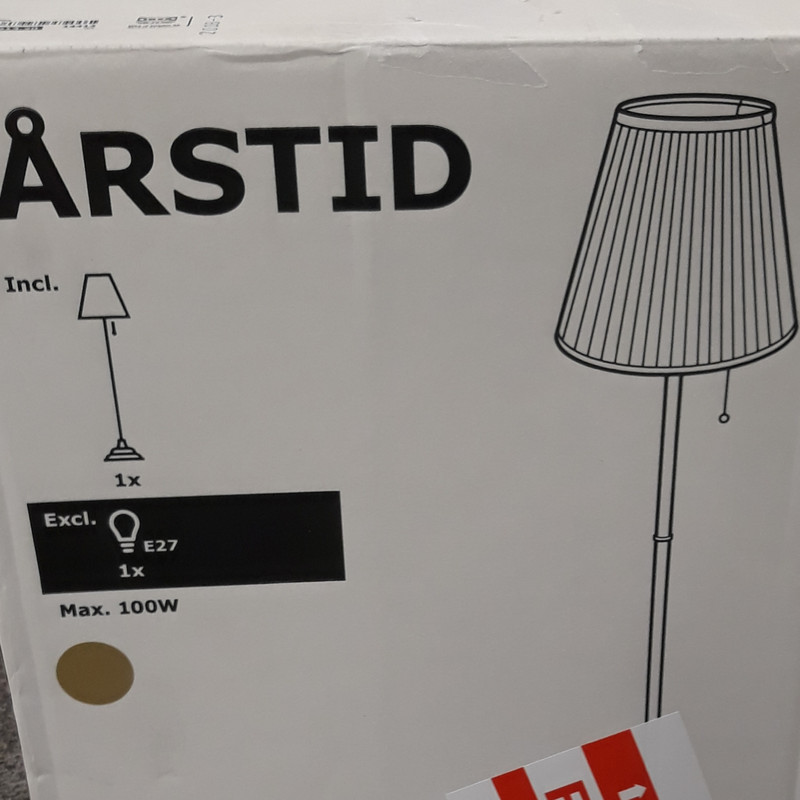 ÅRSTID
Incl.
1x
Excl.
E27
1x
Max. 100W